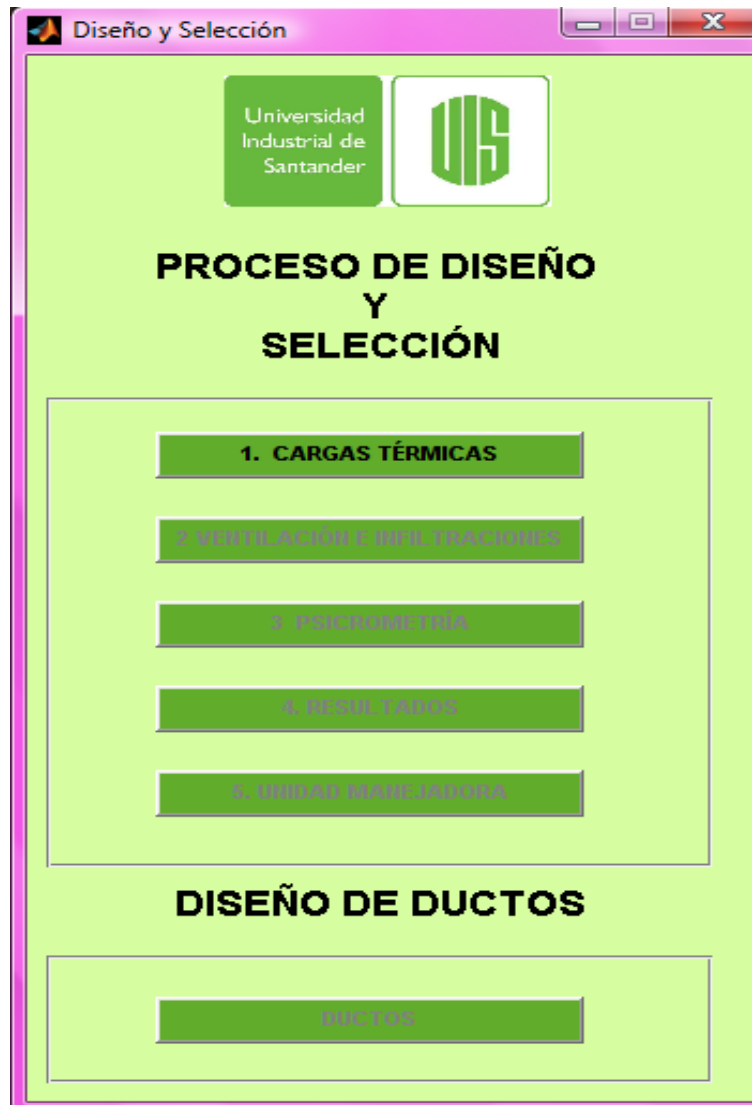 Diseño y Selección
Universidad
Industrial de
Santander
UIS
PROCESO DE DISEÑO
Y
SELECCIÓN
1. CARGAS TÉRMICAS
2 VENTILACIÓN E INFILTRACIONES
3 PSICROMETRÍA
4. RESULTADOS
5. UNIDAD MANEJADORA
DISEÑO DE DUCTOS
DUCTOS